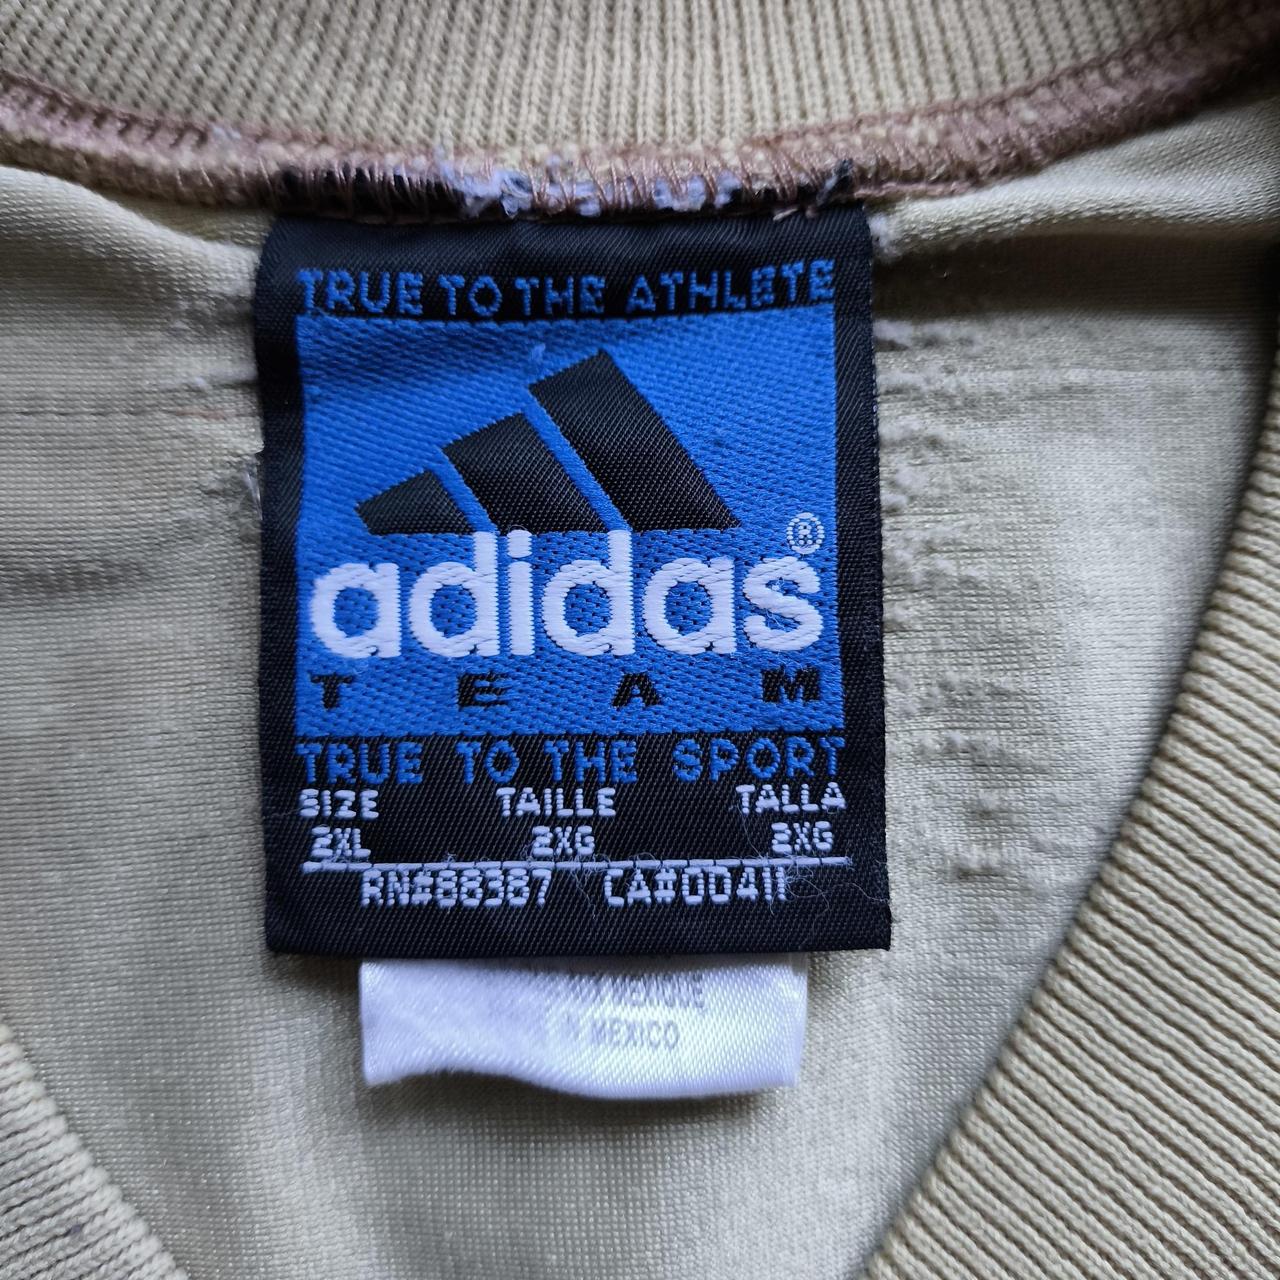 TRUE TO THE ATHLETE
adidas®
TEAM
TRUE TO THE SPORT
SIZE TAILLE TALLA
2XL 2XG 2XG
RN#88387 CA#00411
MEXIQUE
MEXICO